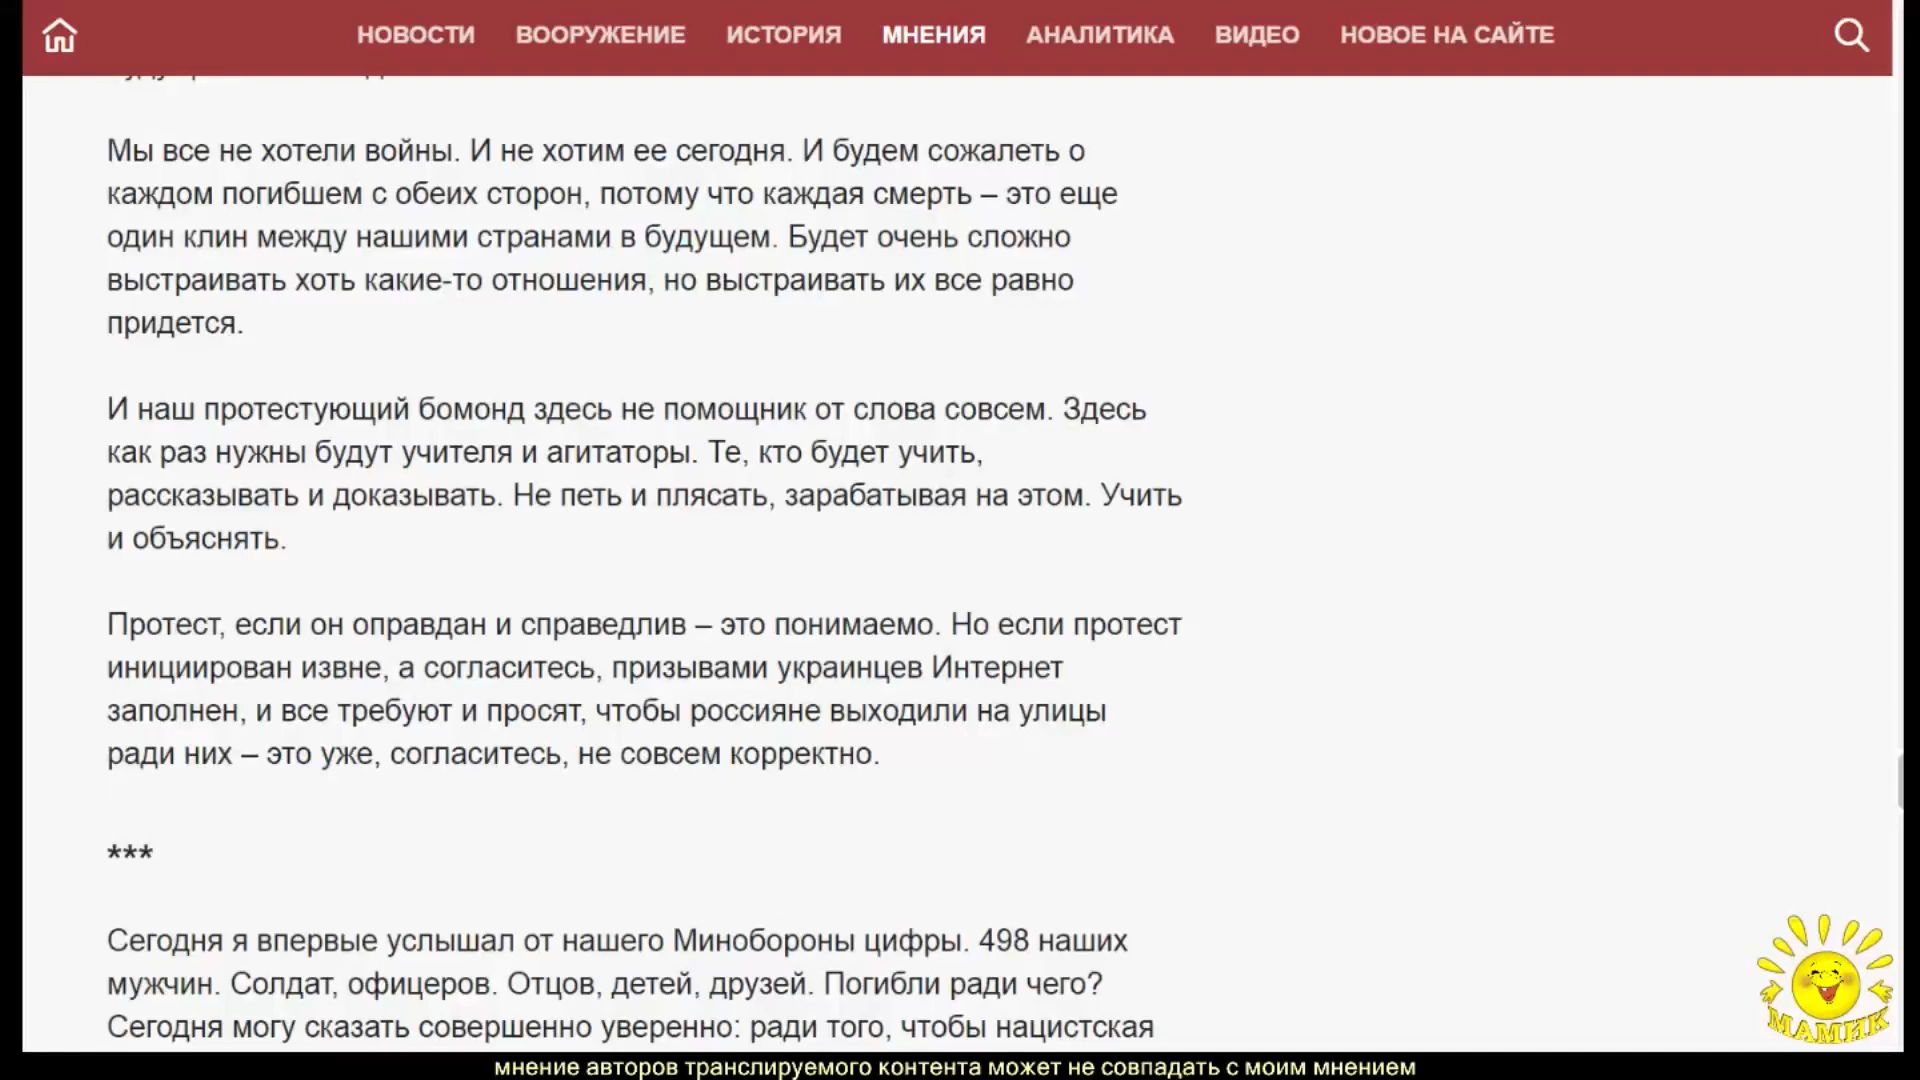 НОВОСТИ ВООРУЖЕНИЕ ИСТОРИЯ МНЕНИЯ АНАЛИТИКА ВИДЕО НОВОЕ НА САЙТЕ
Мы все не хотели войны. И не хотим ее сегодня. И будем сожалеть о
каждом погибшем с обеих сторон, потому что каждая смерть – это еще
один клин между нашими странами в будущем. Будет очень сложно
выстраивать хоть какие-то отношения, но выстраивать их все равно
придется.
И наш протестующий бомонд здесь не помощник от слова совсем. Здесь
как раз нужны будут учителя и агитаторы. Те, кто будет учить,
рассказывать и доказывать. Не петь и плясать, зарабатывая на этом. Учить
и объяснять.
Протест, если он оправдан и справедлив – это понимаемо. Но если протест
инициирован извне, а согласитесь, призывами украинцев Интернет
заполнен, и все требуют и просят, чтобы россияне выходили на улицы
ради них – это уже, согласитесь, не совсем корректно.
***
Сегодня я впервые услышал от нашего Минобороны цифры. 498 наших
мужчин. Солдат, офицеров. Отцов, детей, друзей. Погибли ради чего?
Сегодня могу сказать совершенно уверенно: ради того, чтобы нацистская
МАМИК
мнение авторов транслируемого контента может не совпадать с моим мнением